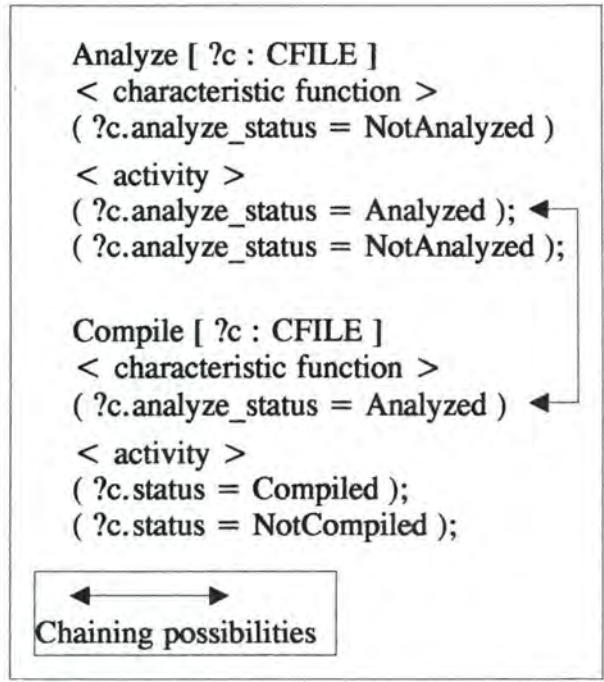 Analyze [ ?c : CFILE ]
< characteristic function >
( ?c.analyze_status = NotAnalyzed )
< activity >
( ?c.analyze_status = Analyzed );
( ?c.analyze_status = NotAnalyzed );
Compile [ ?c : CFILE ]
< characteristic function >
( ?c.analyze_status = Analyzed )
< activity >
( ?c.status = Compiled );
( ?c.status = NotCompiled );
Chaining possibilities